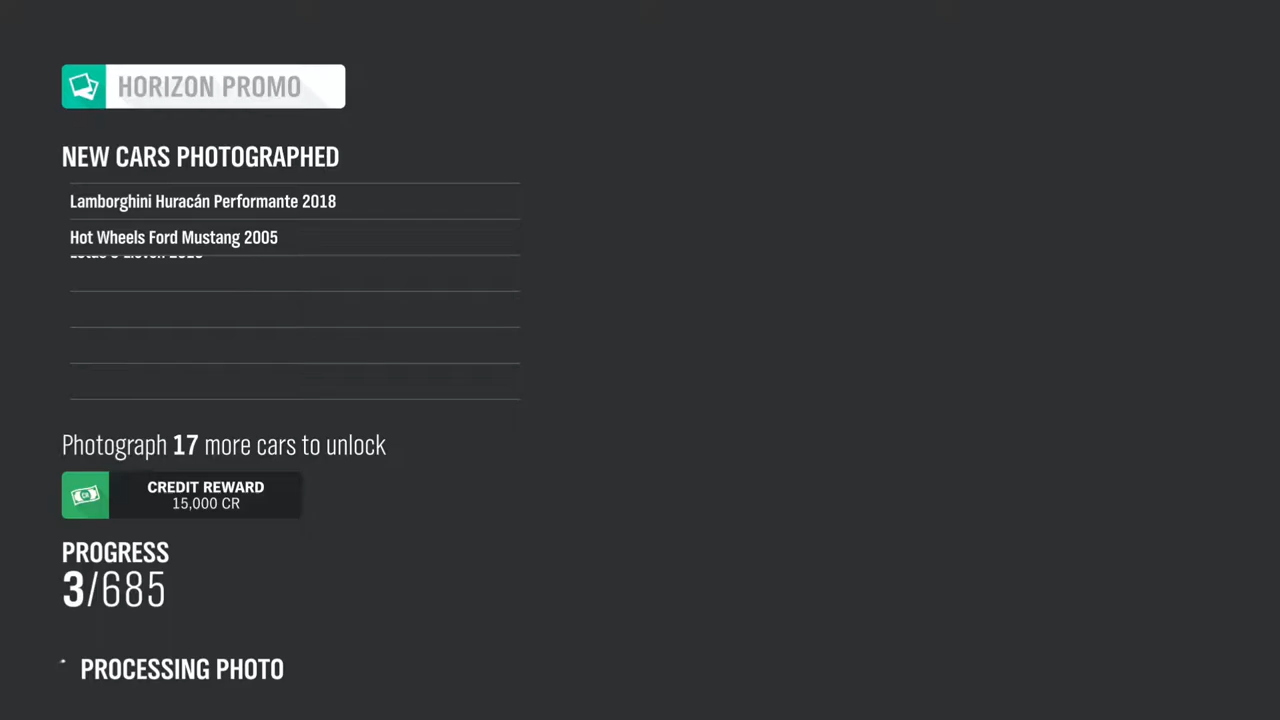 HORIZON PROMO
NEW CARS PHOTOGRAPHED
Lamborghini Huracán Performante 2018
Hot Wheels Ford Mustang 2005
Photograph 17 more cars to unlock
CREDIT REWARD
15,000 CR
PROGRESS
3/685
PROCESSING PHOTO